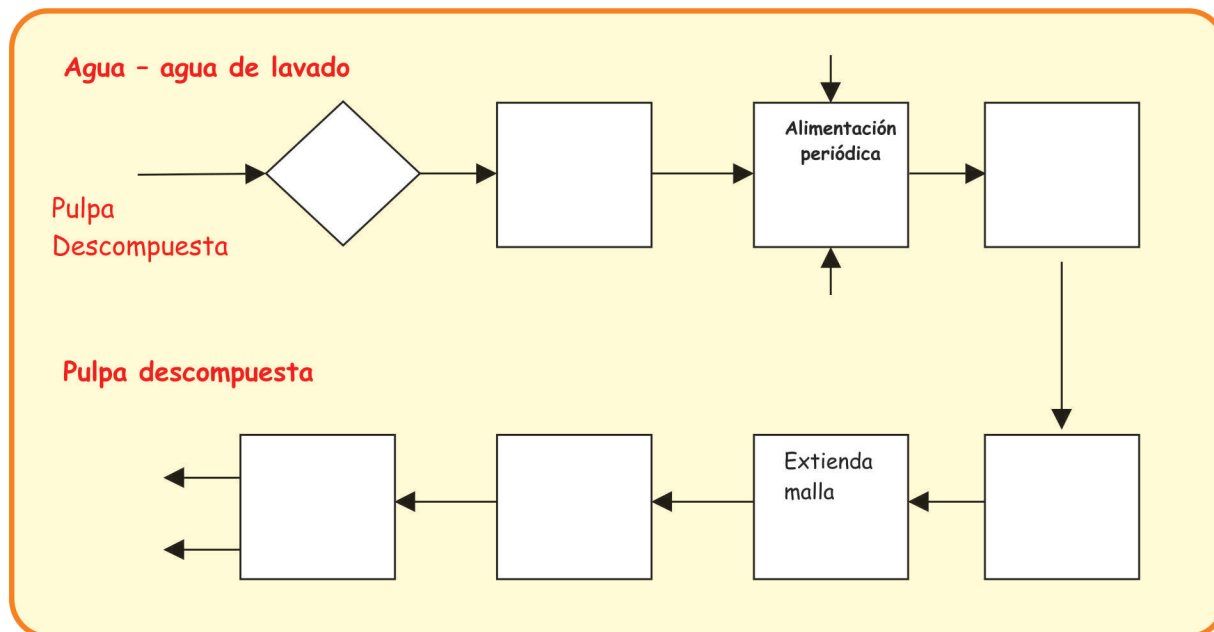 Agua – agua de lavado
Alimentación
periódica
Pulpa
Descompuesta
Pulpa descompuesta
Extienda
malla